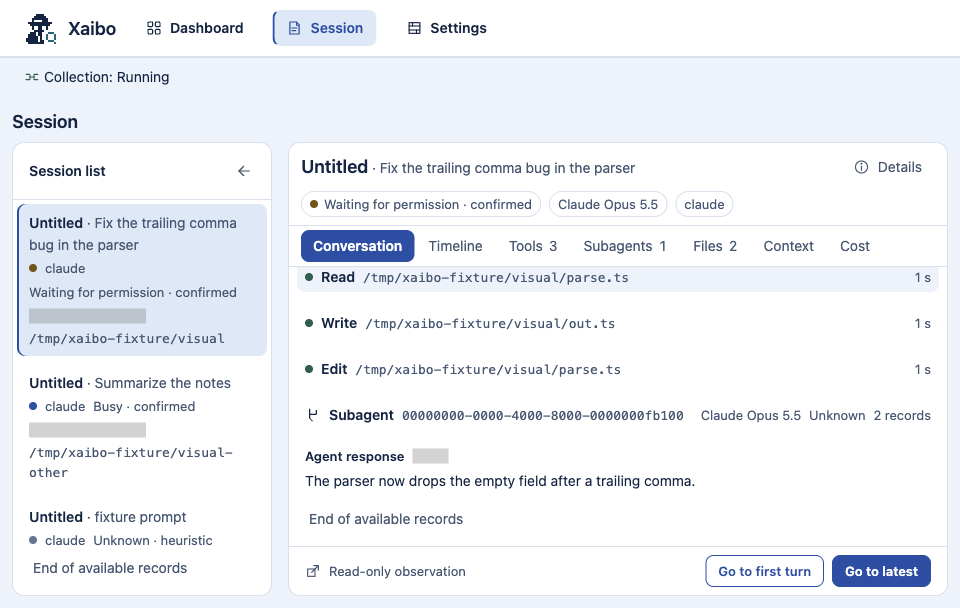 Xaibo
Dashboard
Session
Settings
Collection: Running
Session
Session list
Untitled · Fix the trailing comma
bug in the parser
claude
Waiting for permission · confirmed
/tmp/xaibo-fixture/visual
Untitled · Summarize the notes
claude Busy · confirmed
/tmp/xaibo-fixture/visual-
other
Untitled · fixture prompt
claude Unknown · heuristic
End of available records
Untitled · Fix the trailing comma bug in the parser
Details
Waiting for permission · confirmed
Claude Opus 5.5
claude
Conversation
Timeline
Tools 3
Subagents 1
Files 2
Context
Cost
Read /tmp/xaibo-fixture/visual/parse.ts 1 s
Write /tmp/xaibo-fixture/visual/out.ts 1 s
Edit /tmp/xaibo-fixture/visual/parse.ts 1 s
Subagent 00000000-0000-4000-8000-0000000fb100 Claude Opus 5.5 Unknown 2 records
Agent response
The parser now drops the empty field after a trailing comma.
End of available records
Read-only observation
Go to first turn
Go to latest